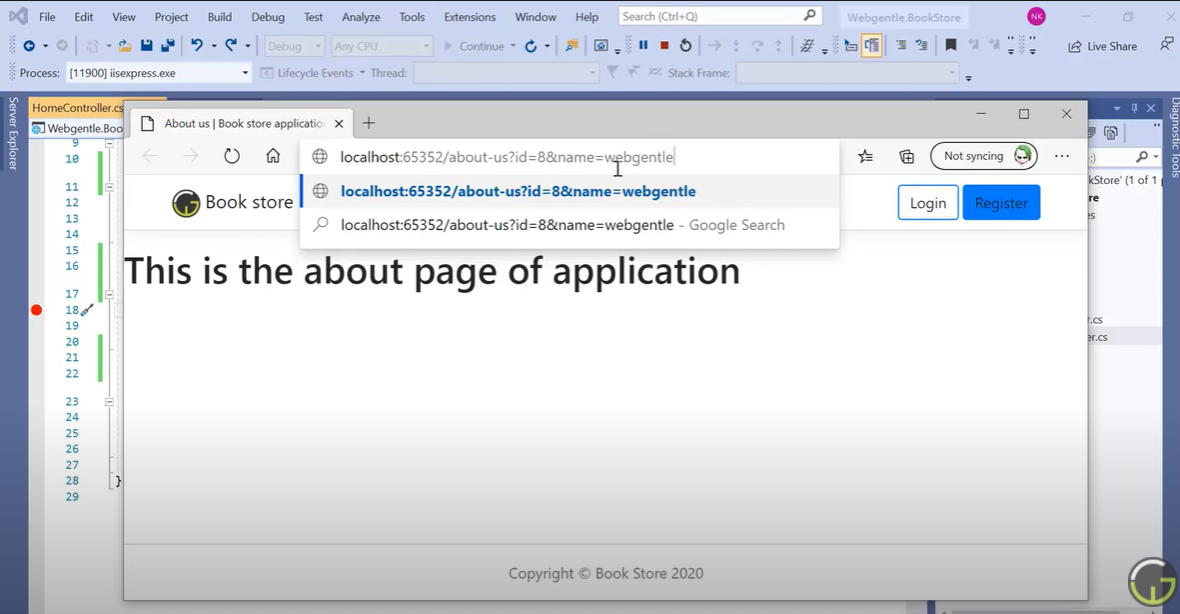 File Edit View Project Build Debug Test Analyze Tools Extensions Window Help Search (Ctrl+Q) Webgentle.BookStore NK
Debug Any CPU Continue Live Share
Process: [11900] iisexpress.exe Lifecycle Events Thread: Stack Frame:
Server Explorer
HomeController.cs
Webgentle.Boo
Diagnostic Tools
About us | Book store applicatio
localhost:65352/about-us?id=8&name=webgentle
Not syncing
localhost:65352/about-us?id=8&name=webgentle
localhost:65352/about-us?id=8&name=webgentle - Google Search
Book store
Login Register
This is the about page of application
Copyright © Book Store 2020
9
10
11
12
13
14
15
16
17
18
19
20
21
22
23
24
25
26
27
28 }
29
kStore' (1 of 1
re
es
r.cs
er.cs